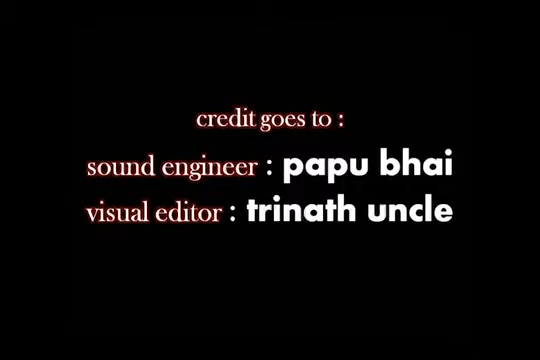 credit goes to :
sound engineer : papu bhai
visual editor : trinath uncle